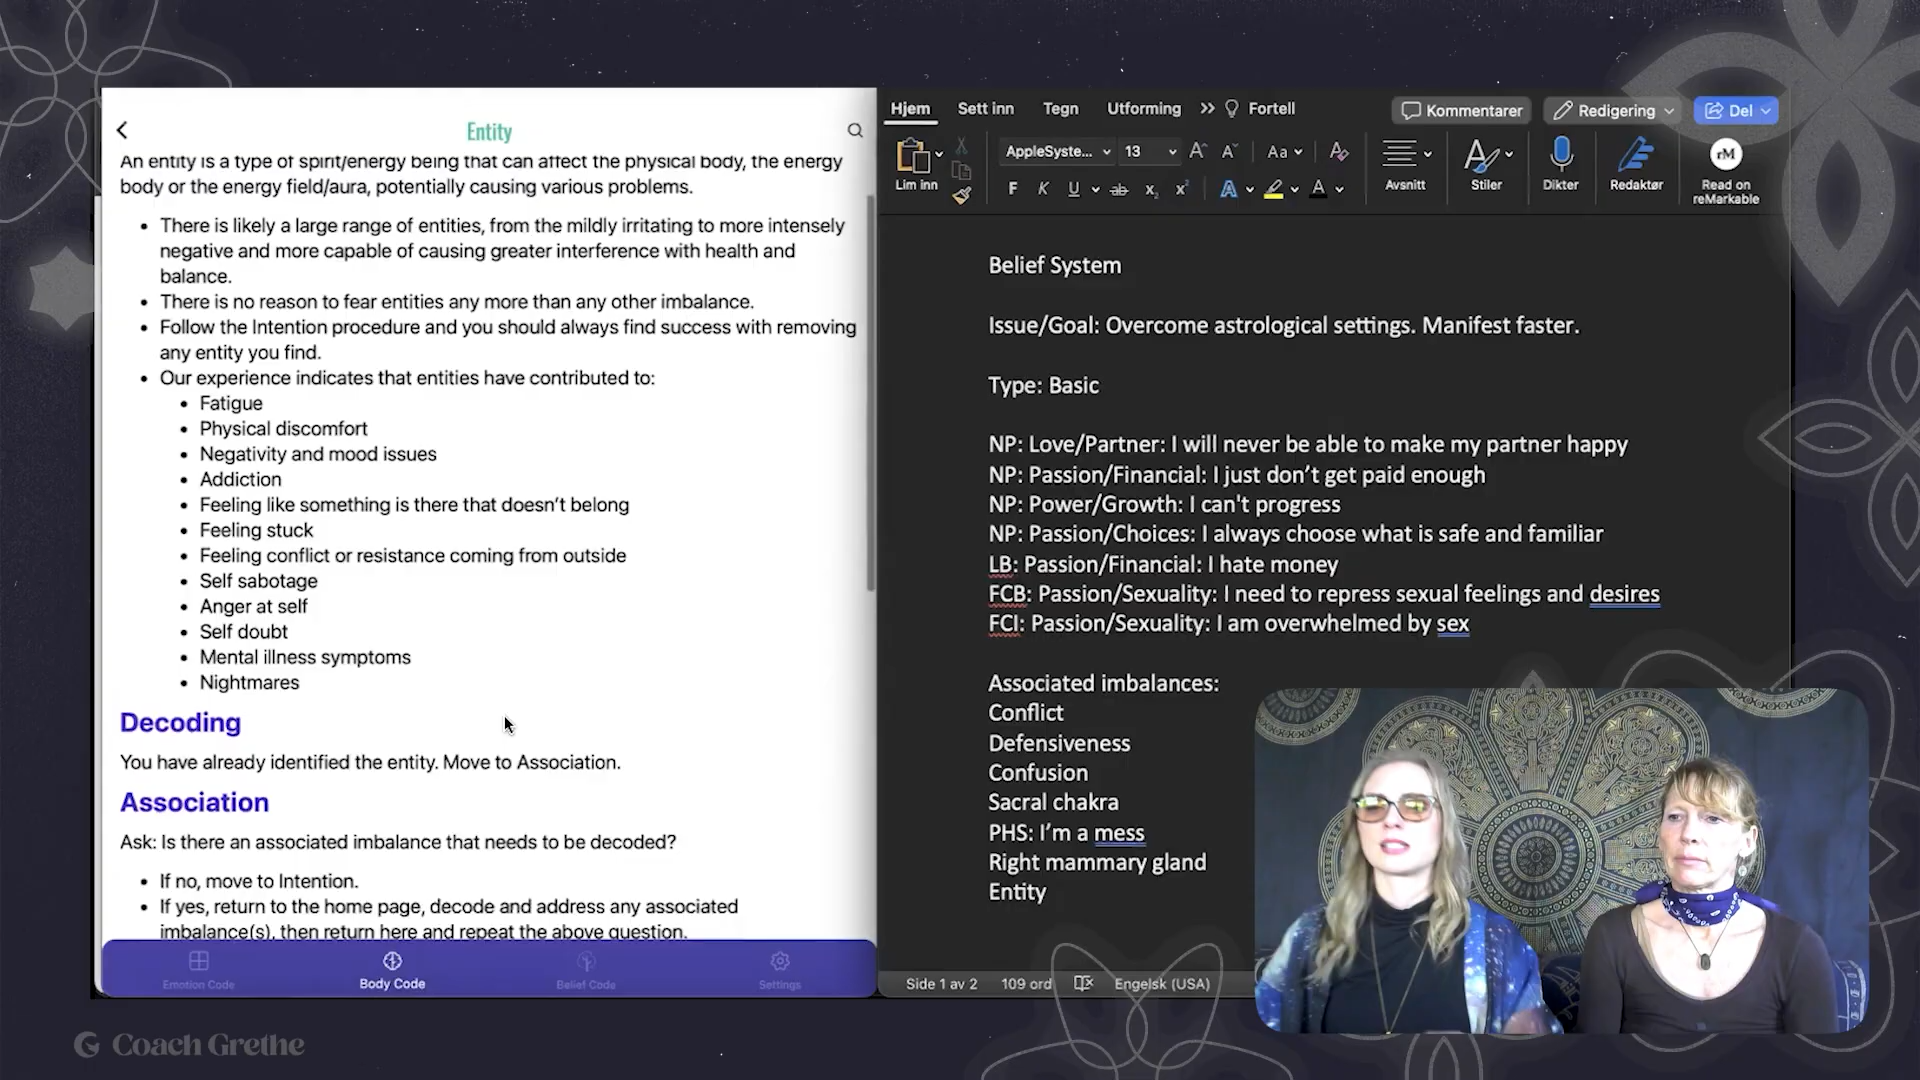 Entity
An entity is a type of spirit/energy being that can affect the physical body, the energy
body or the energy field/aura, potentially causing various problems.
• There is likely a large range of entities, from the mildly irritating to more intensely
negative and more capable of causing greater interference with health and
balance.
• There is no reason to fear entities any more than any other imbalance.
• Follow the Intention procedure and you should always find success with removing
any entity you find.
• Our experience indicates that entities have contributed to:
• Fatigue
• Physical discomfort
• Negativity and mood issues
• Addiction
• Feeling like something is there that doesn’t belong
• Feeling stuck
• Feeling conflict or resistance coming from outside
• Self sabotage
• Anger at self
• Self doubt
• Mental illness symptoms
• Nightmares
Decoding
You have already identified the entity. Move to Association.
Association
Ask: Is there an associated imbalance that needs to be decoded?
• If no, move to Intention.
• If yes, return to the home page, decode and address any associated
imbalance(s), then return here and repeat the above question.
Emotion Code
Body Code
Belief Code
Settings
Hjem Sett inn Tegn Utforming Fortell Kommentarer Redigering Del
AppleSyste... 13 Aa
F K U ab x₂ x² A A
Lim inn Avsnitt Stiler Dikter Redaktør rM Read on
reMarkable
Belief System
Issue/Goal: Overcome astrological settings. Manifest faster.
Type: Basic
NP: Love/Partner: I will never be able to make my partner happy
NP: Passion/Financial: I just don’t get paid enough
NP: Power/Growth: I can't progress
NP: Passion/Choices: I always choose what is safe and familiar
LB: Passion/Financial: I hate money
FCB: Passion/Sexuality: I need to repress sexual feelings and desires
FCI: Passion/Sexuality: I am overwhelmed by sex
Associated imbalances:
Conflict
Defensiveness
Confusion
Sacral chakra
PHS: I’m a mess
Right mammary gland
Entity
Side 1 av 2 109 ord Engelsk (USA)
Coach Grethe